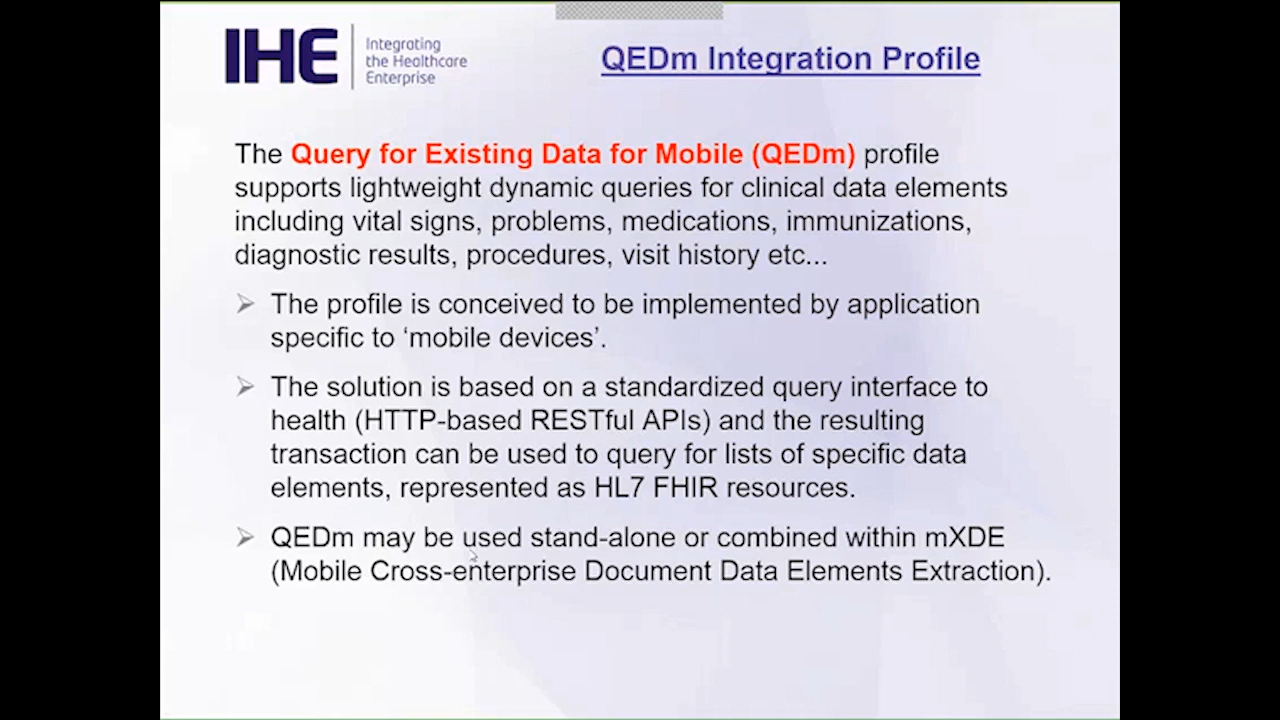 IHE
Integrating
the Healthcare
Enterprise
QEDm Integration Profile
The Query for Existing Data for Mobile (QEDm) profile
supports lightweight dynamic queries for clinical data elements
including vital signs, problems, medications, immunizations,
diagnostic results, procedures, visit history etc...
➢ The profile is conceived to be implemented by application
specific to ‘mobile devices’.
➢ The solution is based on a standardized query interface to
health (HTTP-based RESTful APIs) and the resulting
transaction can be used to query for lists of specific data
elements, represented as HL7 FHIR resources.
➢ QEDm may be used stand-alone or combined within mXDE
(Mobile Cross-enterprise Document Data Elements Extraction).